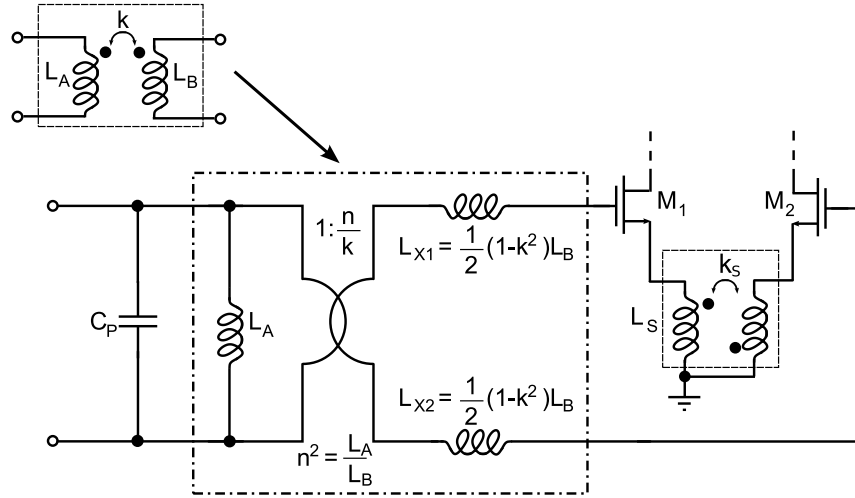 k
L_A
L_B
M_1
M_2
1:n/k
L_X1 = 1/2 (1-k^2)L_B
k_S
C_P
L_A
L_S
L_X2 = 1/2 (1-k^2)L_B
n^2 = L_A/L_B